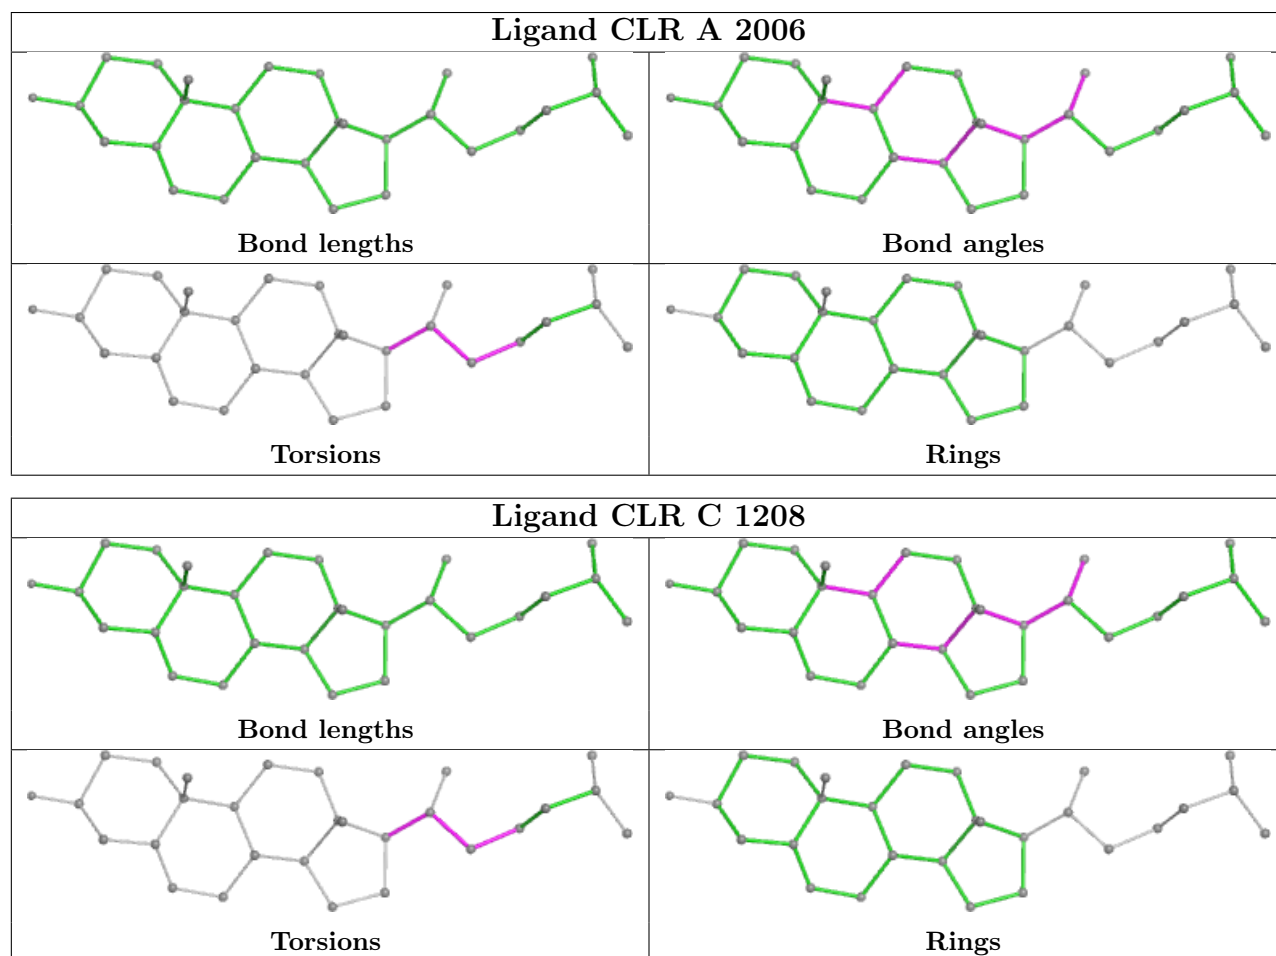 Ligand CLR A 2006
Bond lengths
Bond angles
Torsions
Rings
Ligand CLR C 1208
Bond lengths
Bond angles
Torsions
Rings